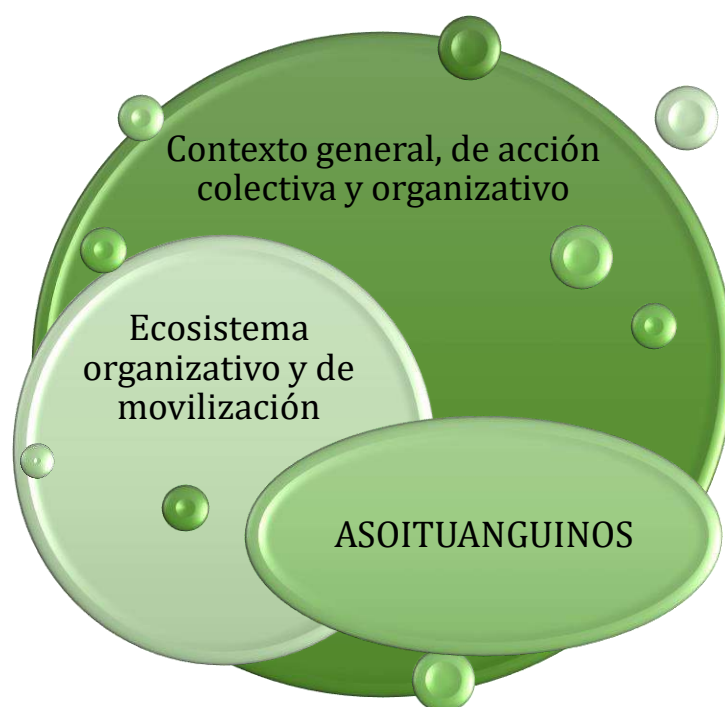 Contexto general, de acción
colectiva y organizativo
Ecosistema
organizativo y de
movilización
ASOITUANGUINOS